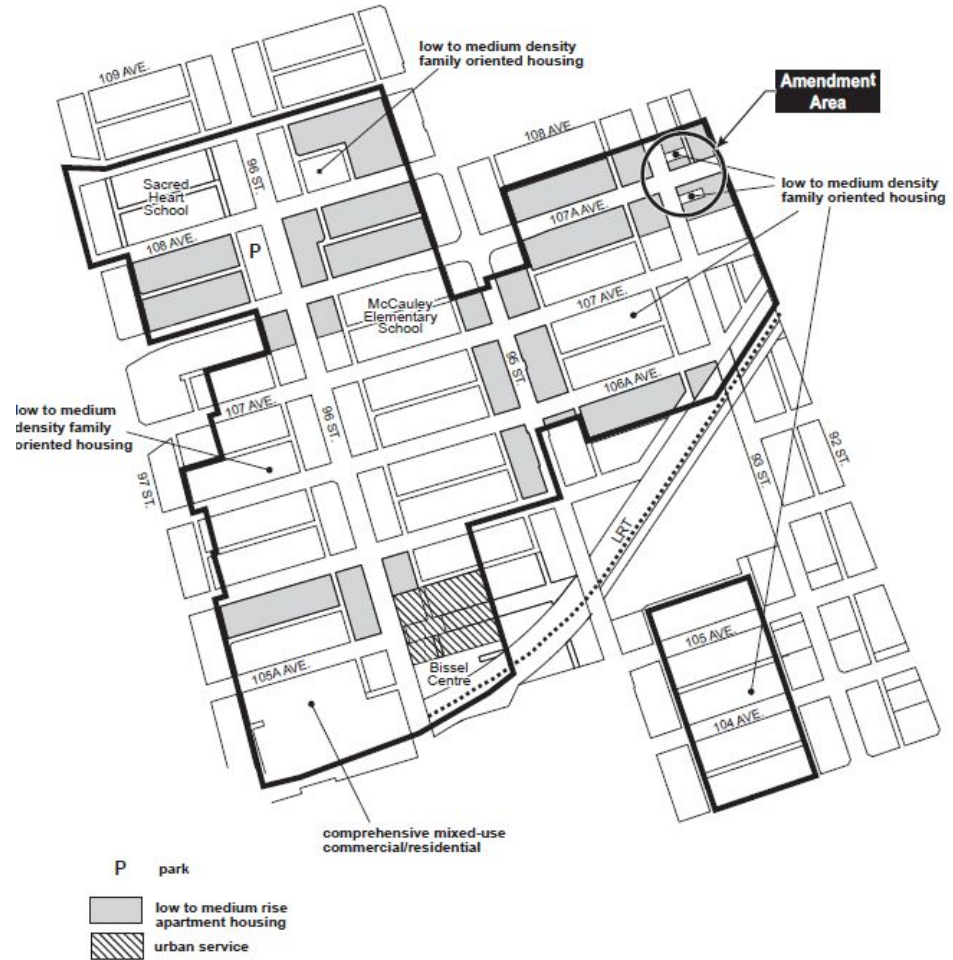 low to medium density
family oriented housing
109 AVE.
Amendment
Area
108 AVE.
96 ST.
Sacred
Heart
School
low to medium density
family oriented housing
107A AVE.
108 AVE.
P
McCauley
Elementary
School
107 AVE.
95 ST.
106A AVE.
107 AVE.
96 ST.
low to medium
density family
oriented housing
97 ST.
93 ST.
92 ST.
LRT
105 AVE.
Bissel
Centre
105A AVE.
104 AVE.
comprehensive mixed-use
commercial/residential
P park
low to medium rise
apartment housing
urban service